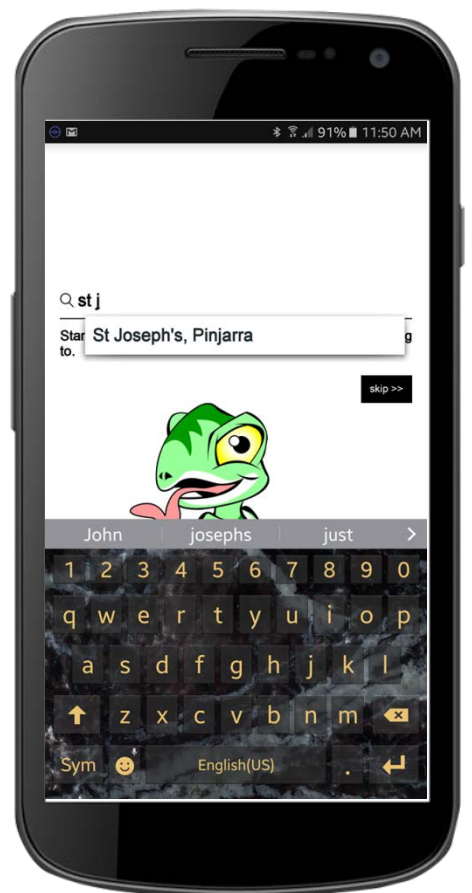 91% 11:50 AM
st j
St Joseph's, Pinjarra
Star g
to.
skip >>
John josephs just >
1 2 3 4 5 6 7 8 9 0
q w e r t y u i o p
a s d f g h j k l
z x c v b n m
Sym English(US) .